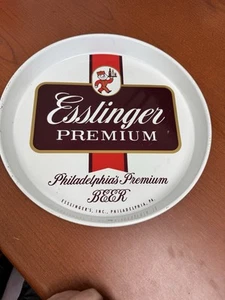 Esslinger
PREMIUM
Philadelphia's Premium
BEER
ESSLINGER'S, INC., PHILADELPHIA, PA.